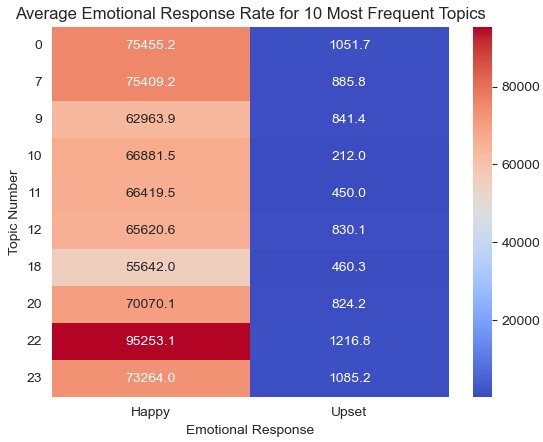 Average Emotional Response Rate for 10 Most Frequent Topics
0 75455.2 1051.7
7 75409.2 885.8
9 62963.9 841.4
10 66881.5 212.0
11 66419.5 450.0
12 65620.6 830.1
18 55642.0 460.3
20 70070.1 824.2
22 95253.1 1216.8
23 73264.0 1085.2
Topic Number
Happy Upset
Emotional Response
80000
60000
40000
20000